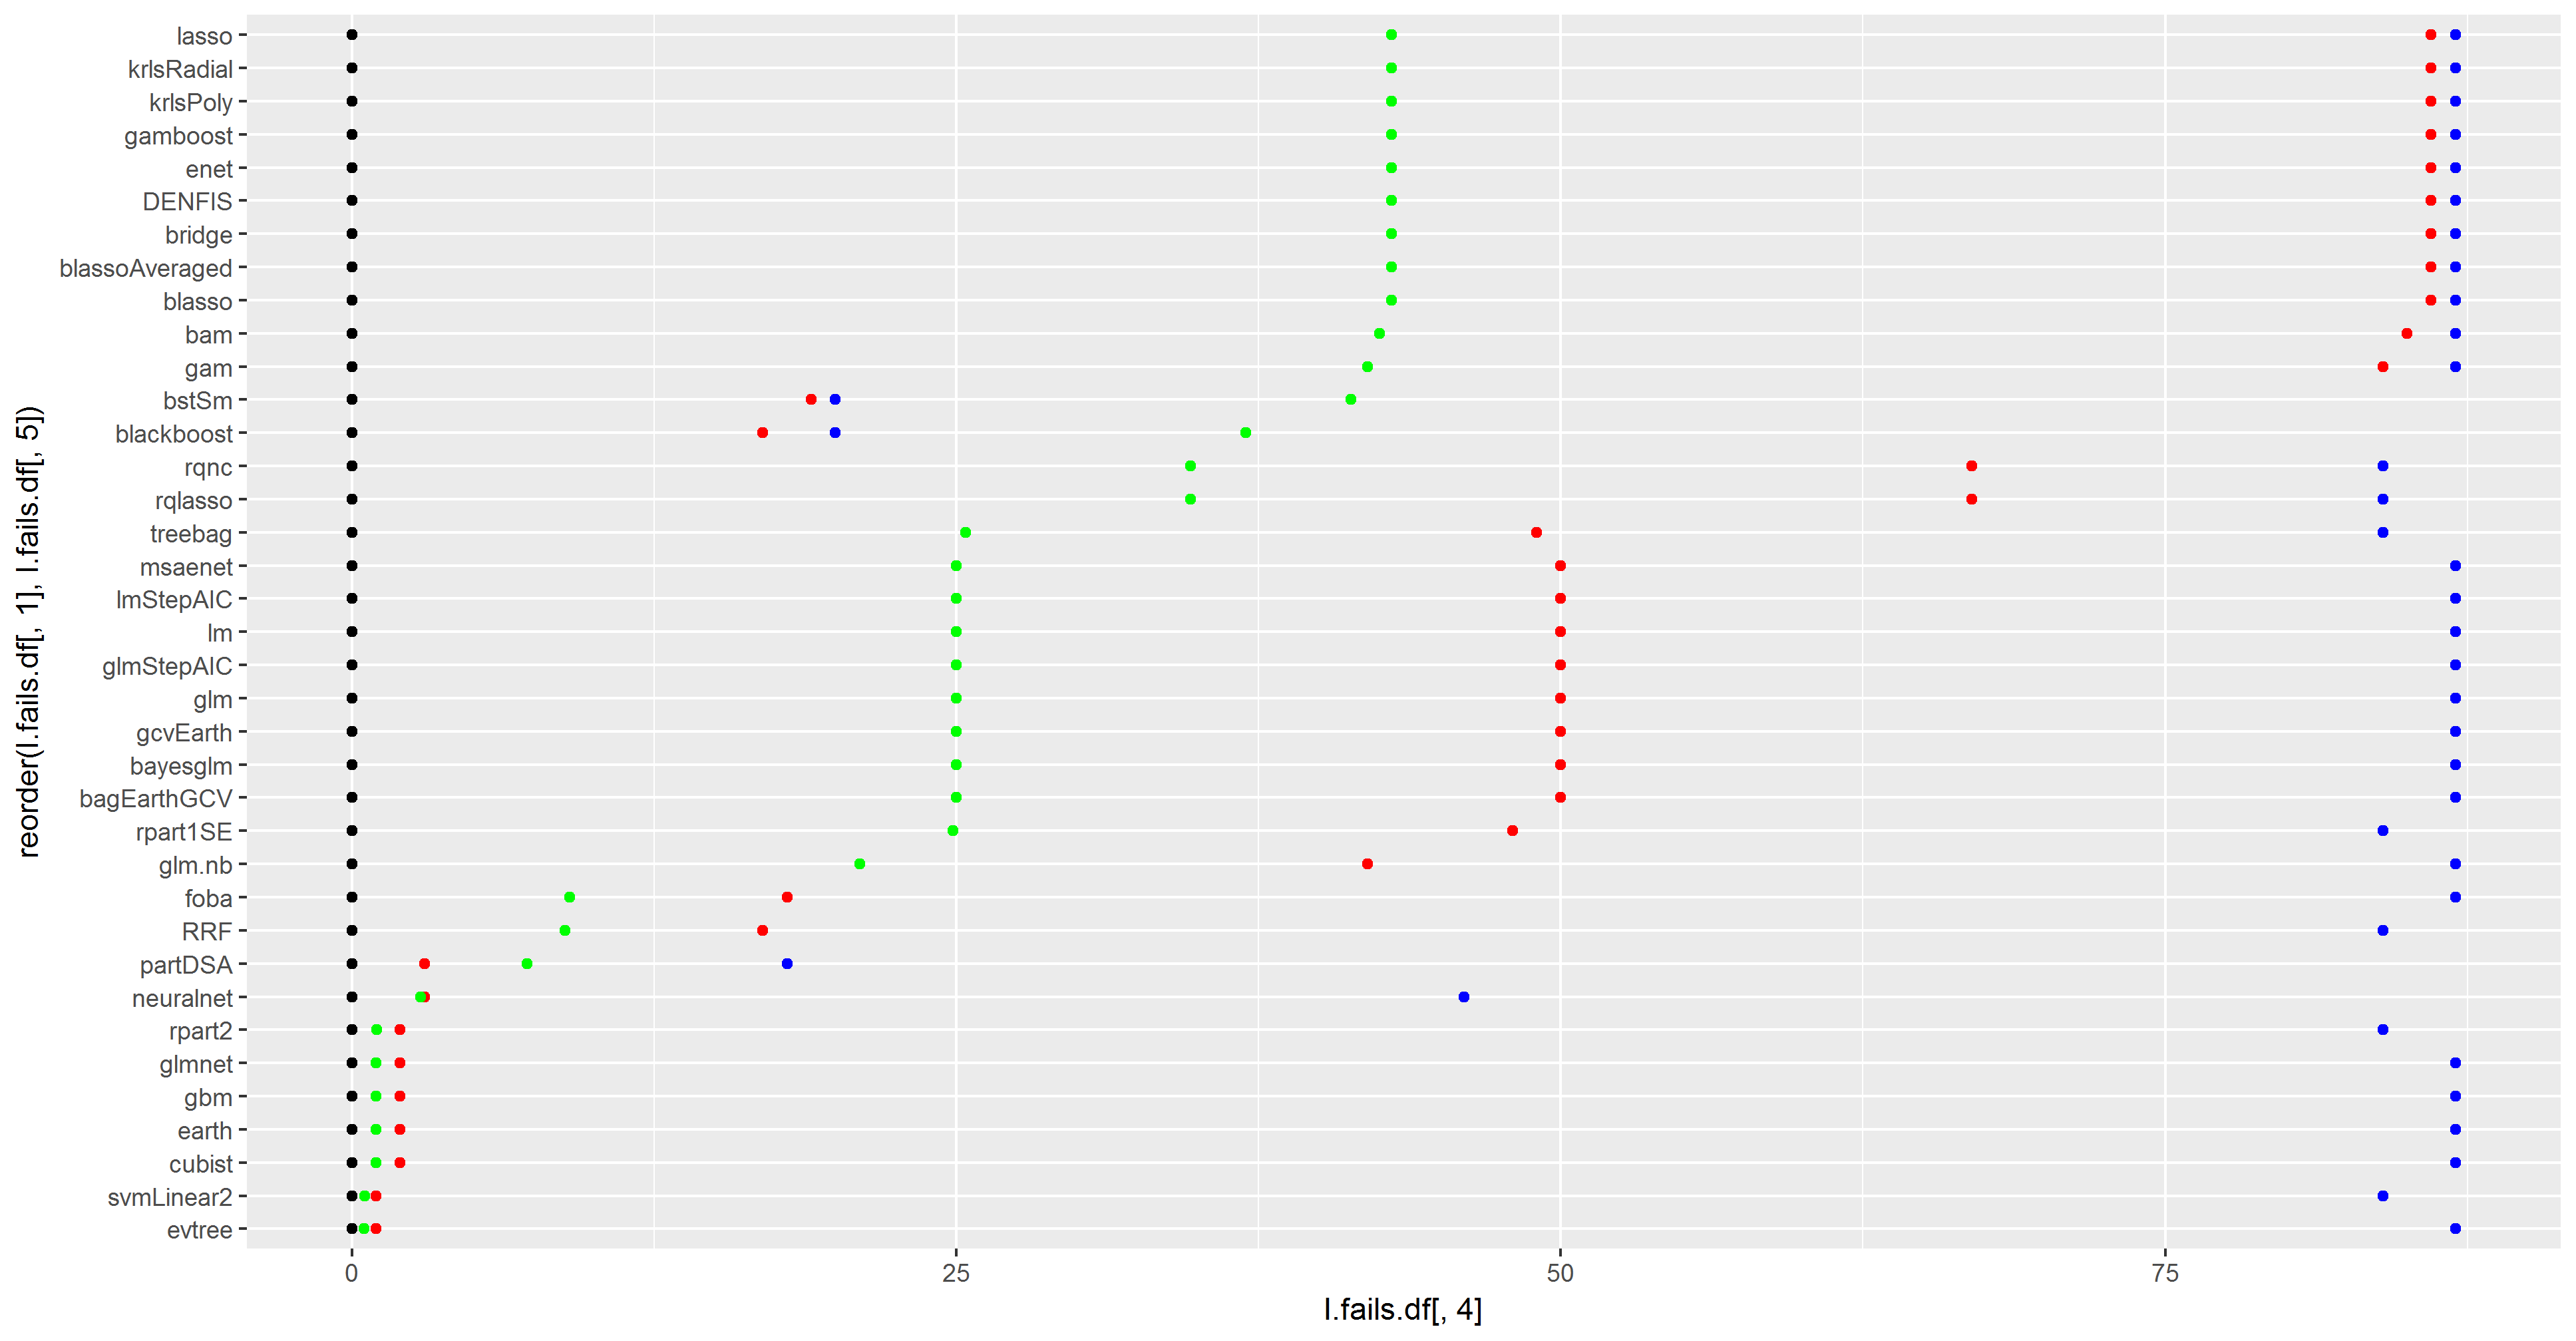 lasso
krlsRadial
krlsPoly
gamboost
enet
DENFIS
bridge
blassoAveraged
blasso
bam
gam
bstSm
blackboost
rqnc
rqlasso
treebag
msaenet
lmStepAIC
lm
glmStepAIC
glm
gcvEarth
bayesglm
bagEarthGCV
rpart1SE
glm.nb
foba
RRF
partDSA
neuralnet
rpart2
glmnet
gbm
earth
cubist
svmLinear2
evtree
reorder(l.fails.df[, 1], l.fails.df[, 5])
0 25 50 75
l.fails.df[, 4]